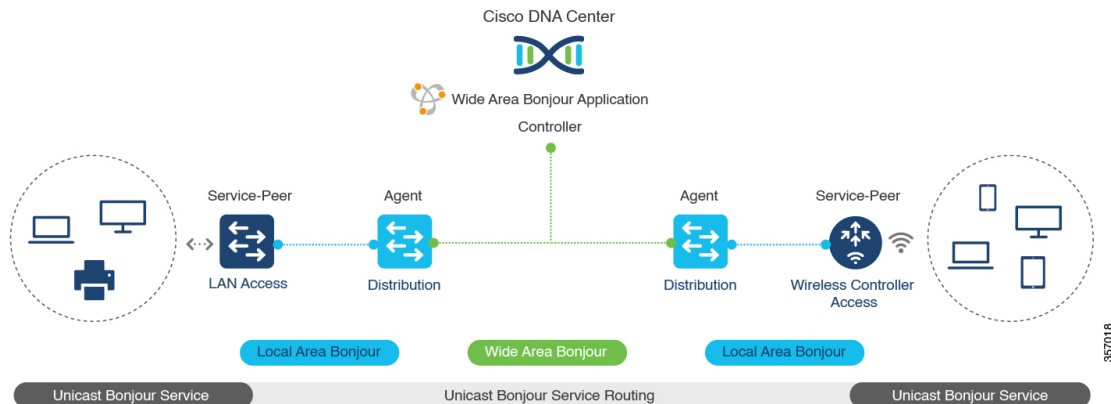 Cisco DNA Center
Wide Area Bonjour Application
Controller
Service-Peer
Agent
Agent
Service-Peer
LAN Access
Distribution
Distribution
Wireless Controller
Access
Local Area Bonjour
Wide Area Bonjour
Local Area Bonjour
357018
Unicast Bonjour Service
Unicast Bonjour Service Routing
Unicast Bonjour Service